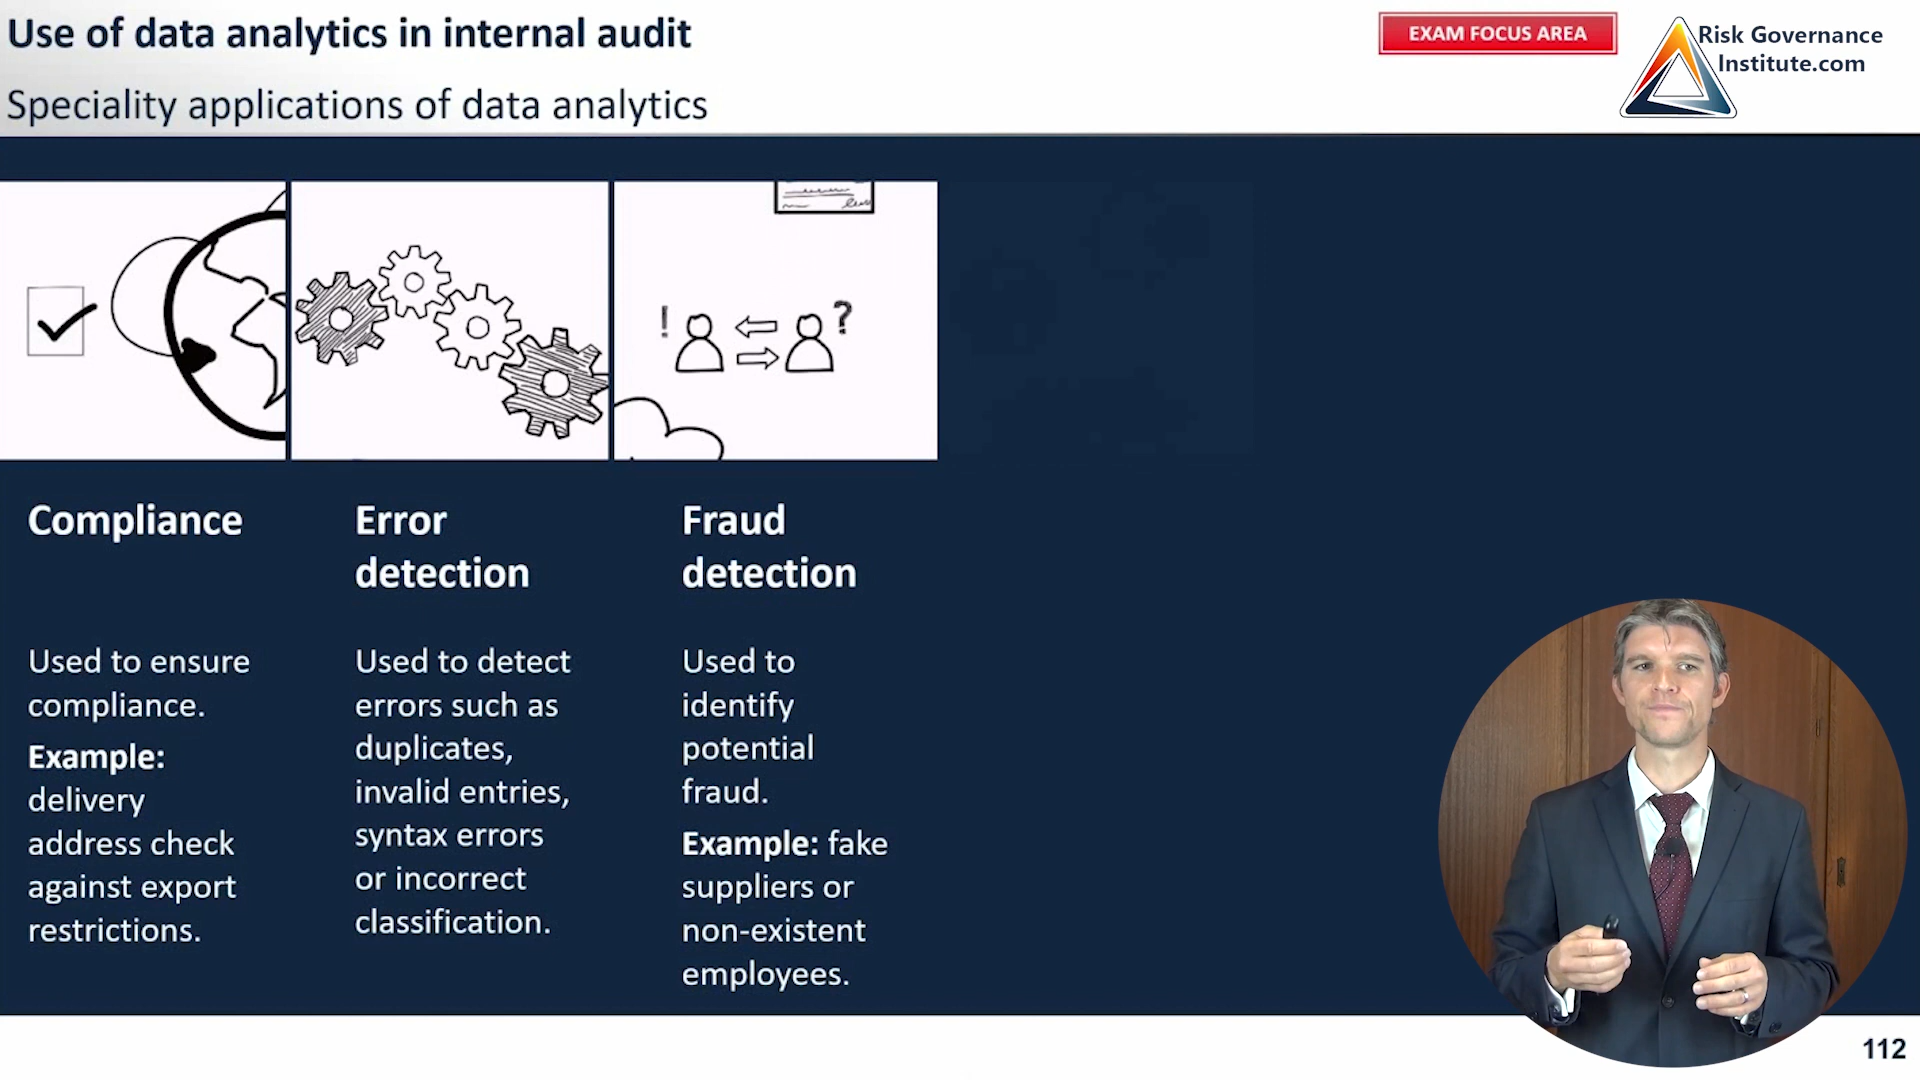 Use of data analytics in internal audit
EXAM FOCUS AREA
Risk Governance
Institute.com
Speciality applications of data analytics
!
?
Compliance
Used to ensure
compliance.
Example:
delivery
address check
against export
restrictions.
Error
detection
Used to detect
errors such as
duplicates,
invalid entries,
syntax errors
or incorrect
classification.
Fraud
detection
Used to
identify
potential
fraud.
Example: fake
suppliers or
non-existent
employees.
112